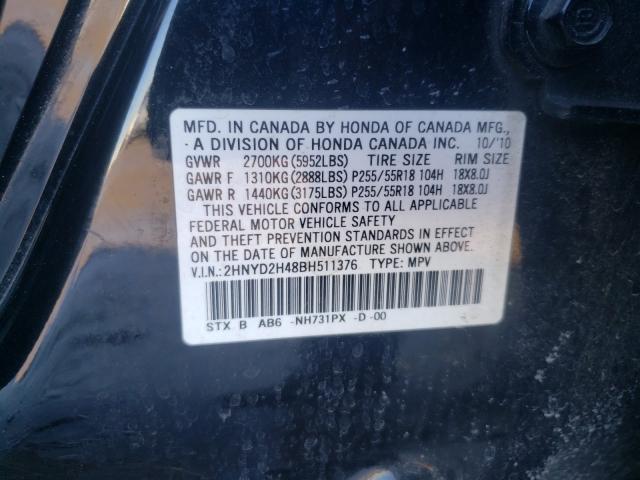 MFD. IN CANADA BY HONDA OF CANADA MFG.,
- A DIVISION OF HONDA CANADA INC. 10/'10
GVWR 2700KG(5952LBS) TIRE SIZE RIM SIZE
GAWR F 1310KG(2888LBS) P255/55R18 104H 18X8.0J
GAWR R 1440KG(3175LBS) P255/55R18 104H 18X8.0J
THIS VEHICLE CONFORMS TO ALL APPLICABLE
FEDERAL MOTOR VEHICLE SAFETY
AND THEFT PREVENTION STANDARDS IN EFFECT
ON THE DATE OF MANUFACTURE SHOWN ABOVE.
V.I.N.:2HNYD2H48BH511376 TYPE: MPV
STX B AB6 -NH731PX -D-00